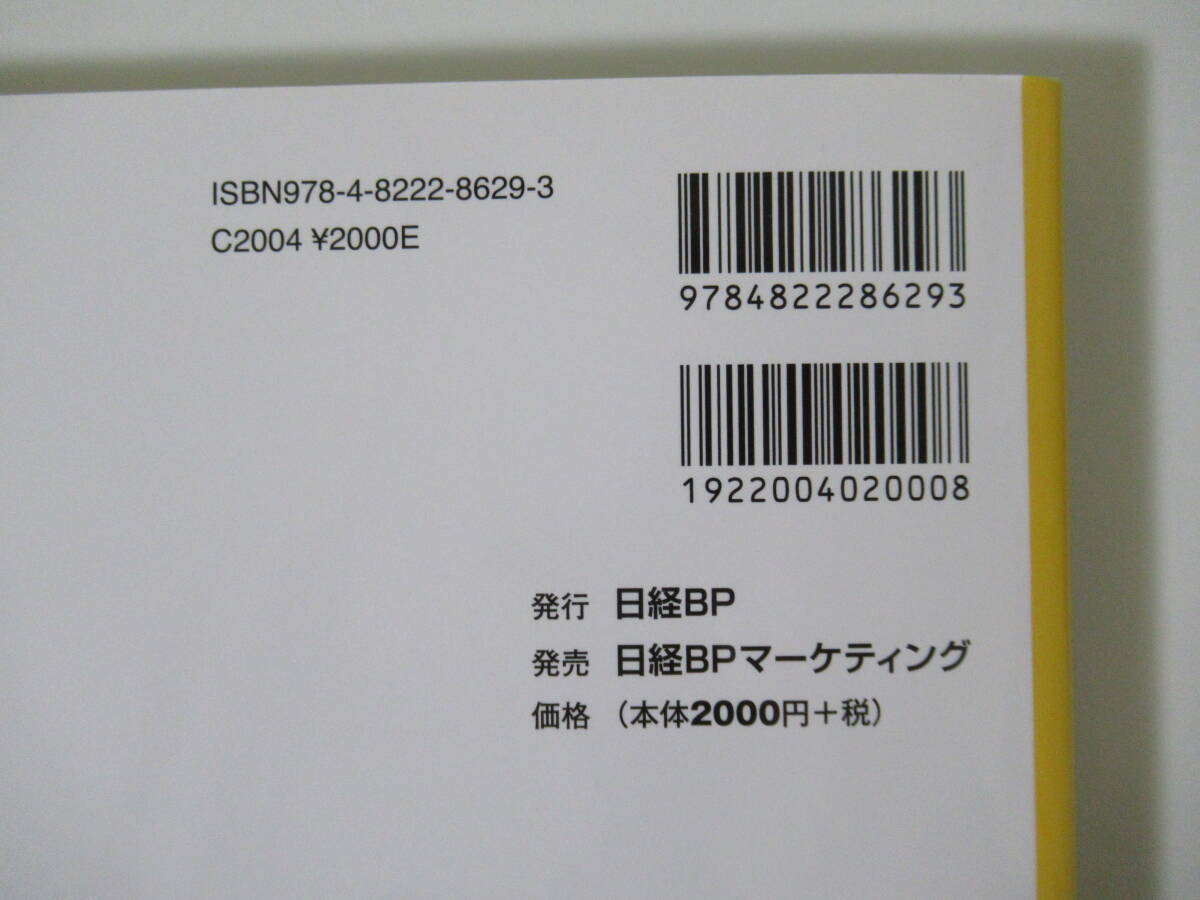 ISBN978-4-8222-8629-3
C2004 ¥2000E
9784822286293
1922004020008
発行 日経BP
発売 日経BPマーケティング
価格 (本体2000円+税)